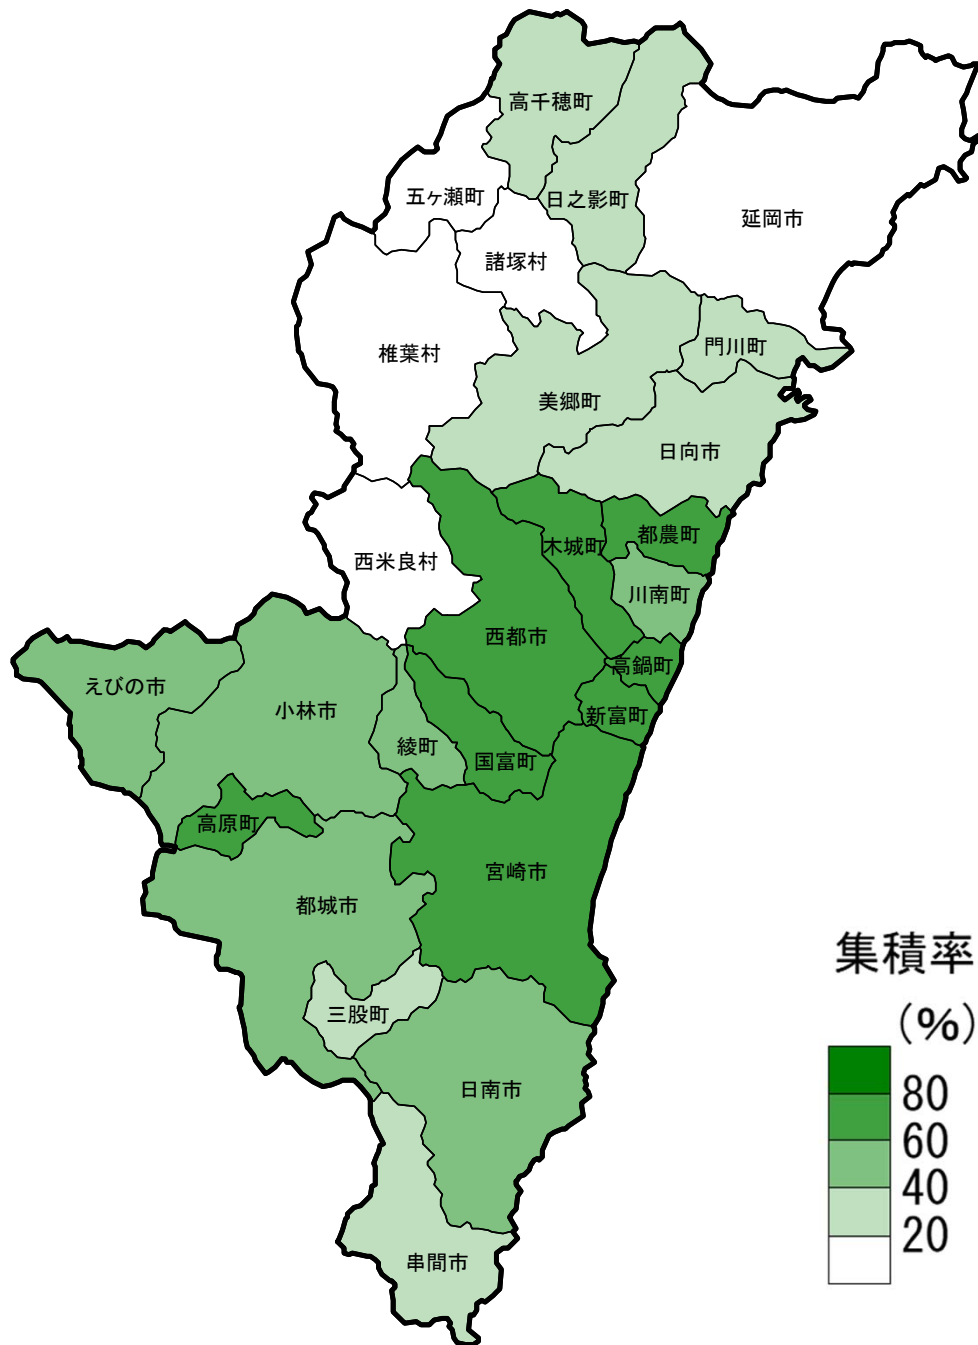 高千穂町
五ヶ瀬町
日之影町
延岡市
諸塚村
椎葉村
門川町
美郷町
日向市
都農町
木城町
西米良村
川南町
西都市
高鍋町
えびの市
小林市
新富町
綾町
国富町
高原町
宮崎市
都城市
三股町
日南市
串間市
集積率
(%)
80
60
40
20